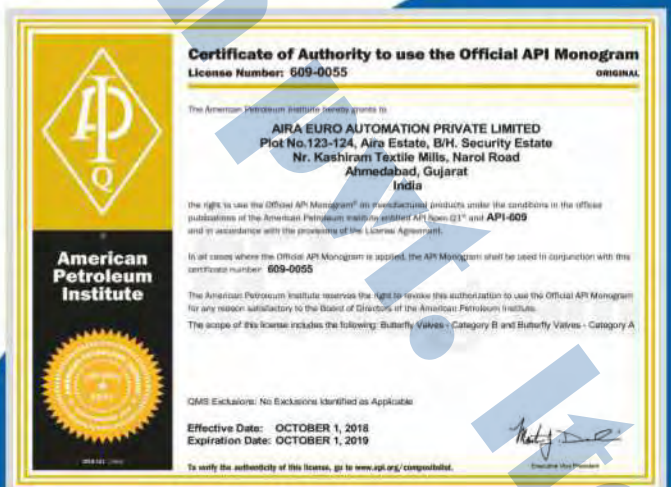 Certificate of Authority to use the Official API Monogram
License Number: 609-0055
ORIGINAL
The American Petroleum Institute hereby grants to
AIRA EURO AUTOMATION PRIVATE LIMITED
Plot No.123-124, Aira Estate, B/H. Security Estate
Nr. Kashiram Textile Mills, Narol Road
Ahmedabad, Gujarat
India
the right to use the Official API Monogram® on manufactured products under the conditions in the official
publications of the American Petroleum Institute entitled API Spec Q1® and API-609
and in accordance with the provisions of the License Agreement.
In all cases where the Official API Monogram is applied, the API Monogram shall be used in conjunction with this
certificate number: 609-0055
The American Petroleum Institute reserves the right to revoke this authorization to use the Official API Monogram
for any reason satisfactory to the Board of Directors of the American Petroleum Institute.
The scope of this license includes the following: Butterfly Valves - Category B and Butterfly Valves - Category A
QMS Exclusions: No Exclusions Identified as Applicable
Effective Date: OCTOBER 1, 2018
Expiration Date: OCTOBER 1, 2019
To verify the authenticity of this license, go to www.api.org/compositelist.
Executive Vice President
API
Q
American
Petroleum
Institute